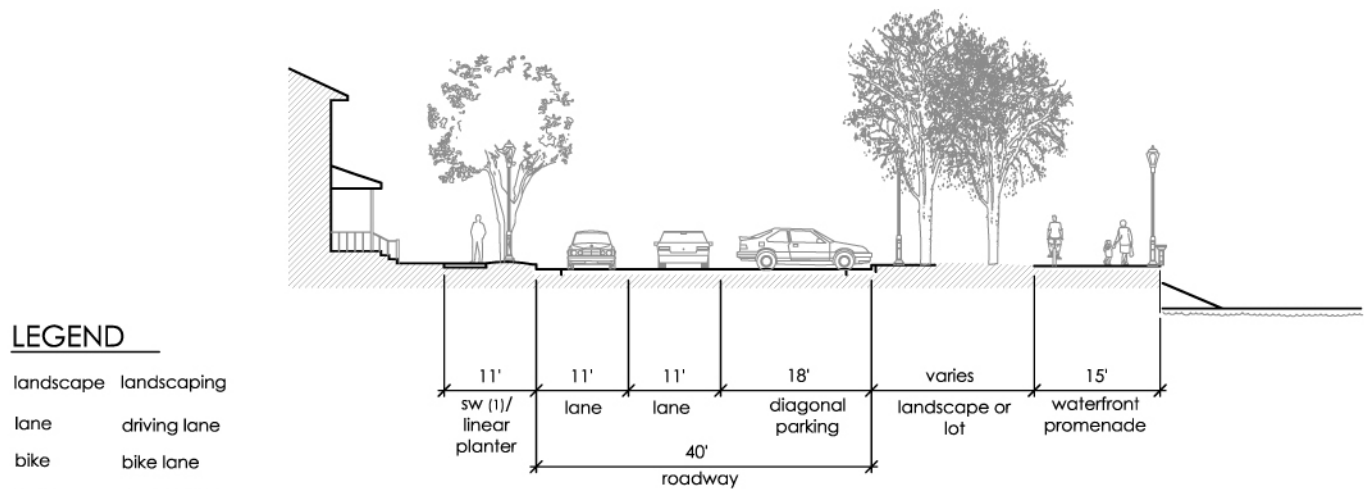 LEGEND
landscape landscaping
lane driving lane
bike bike lane
11' 11' 11' 18' varies 15'
sw (1)/
linear
planter
lane
lane
diagonal
parking
landscape or
lot
waterfront
promenade
40'
roadway